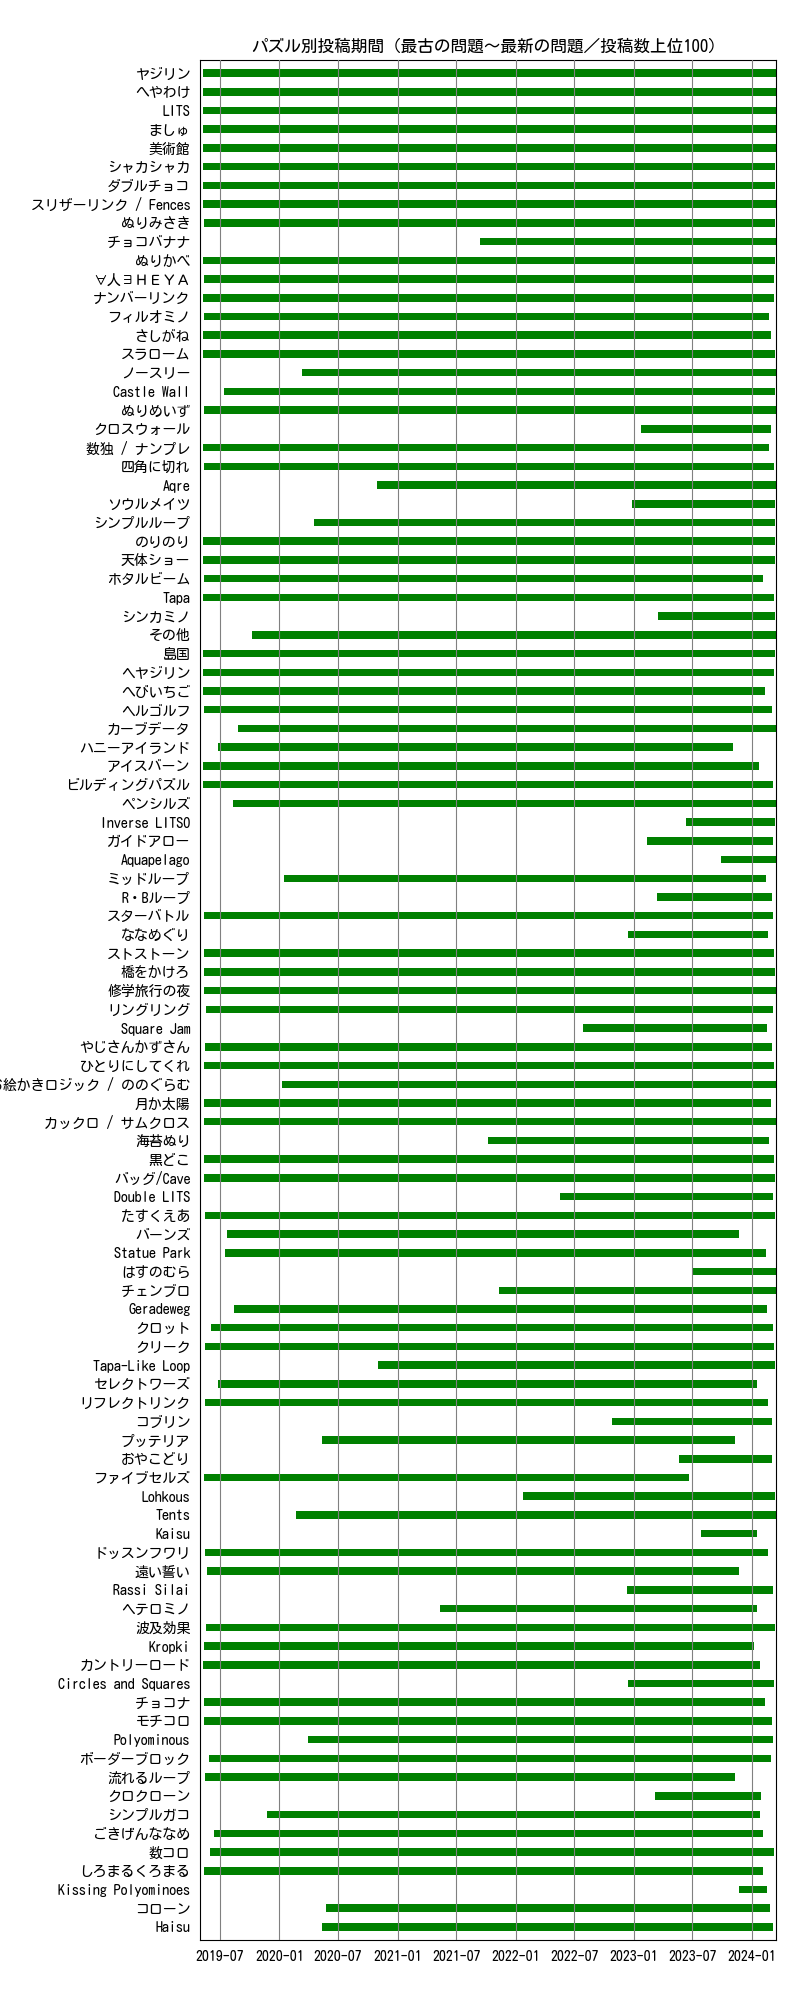 パズル別投稿期間（最古の問題～最新の問題／投稿数上位100）
ヤジリン
へやわけ
LITS
ましゅ
美術館
シャカシャカ
ダブルチョコ
スリザーリンク / Fences
ぬりみさき
チョコバナナ
ぬりかべ
∀人∃ＨＥＹＡ
ナンバーリンク
フィルオミノ
さしがね
スラローム
ノースリー
Castle Wall
ぬりめいず
クロスウォール
数独 / ナンプレ
四角に切れ
Aqre
ソウルメイツ
シンプルループ
のりのり
天体ショー
ホタルビーム
Tapa
シンカミノ
その他
島国
ヘヤジリン
へびいちご
ヘルゴルフ
カーブデータ
ハニーアイランド
アイスバーン
ビルディングパズル
ペンシルズ
Inverse LITSO
ガイドアロー
Aquapelago
ミッドループ
R・Bループ
スターバトル
ななめぐり
ストストーン
橋をかけろ
修学旅行の夜
リングリング
Square Jam
やじさんかずさん
ひとりにしてくれ
絵かきロジック / ののぐらむ
月か太陽
カックロ / サムクロス
海苔ぬり
黒どこ
バッグ/Cave
Double LITS
たすくえあ
バーンズ
Statue Park
はすのむら
チェンブロ
Geradeweg
クロット
クリーク
Tapa-Like Loop
セレクトワーズ
リフレクトリンク
コブリン
プッテリア
おやこどり
ファイブセルズ
Lohkous
Tents
Kaisu
ドッスンフワリ
遠い誓い
Rassi Silai
ヘテロミノ
波及効果
Kropki
カントリーロード
Circles and Squares
チョコナ
モチコロ
Polyominous
ボーダーブロック
流れるループ
クロクローン
シンプルガコ
ごきげんななめ
数コロ
しろまるくろまる
Kissing Polyominoes
コローン
Haisu
2019-07 2020-01 2020-07 2021-01 2021-07 2022-01 2022-07 2023-01 2023-07 2024-01